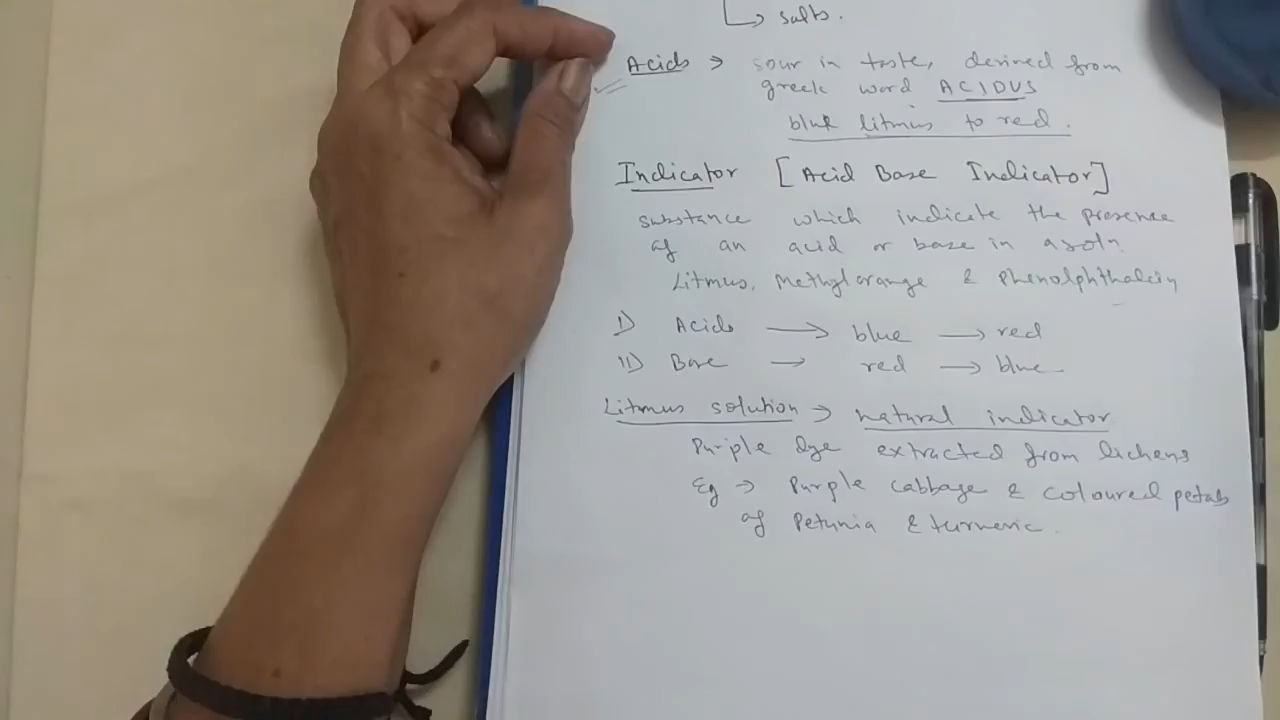 ↳ salts.
Acids → sour in taste, derived from
greek word ACIDUS
blue litmus to red.
Indicator [Acid Base Indicator]
substance which indicate the presence
of an acid or base in a soln.
Litmus, Methyl orange & Phenolphthalein
I) Acids → blue → red
II) Base → red → blue
Litmus solution → natural indicator
Purple dye extracted from lichens
Eg → Purple cabbage & coloured petals
of Petunia & turmeric.